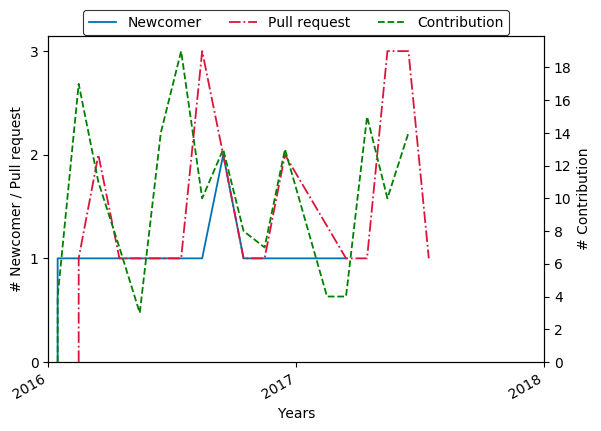 Newcomer Pull request Contribution
3
2
1
0
# Newcomer / Pull request
18
16
14
12
10
8
6
4
2
0
# Contribution
2016 2017 2018
Years